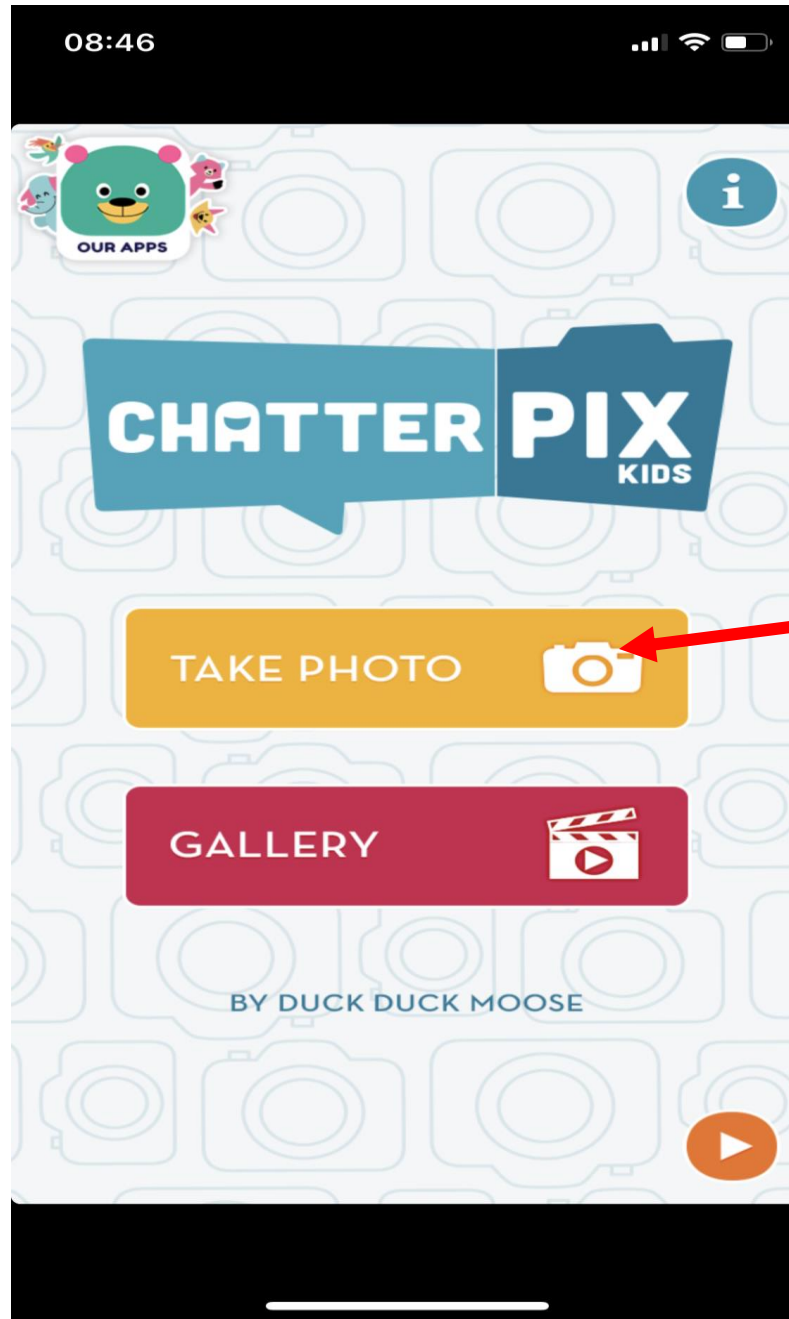 08:46
OUR APPS
i
CHATTER PIX
KIDS
TAKE PHOTO
GALLERY
BY DUCK DUCK MOOSE